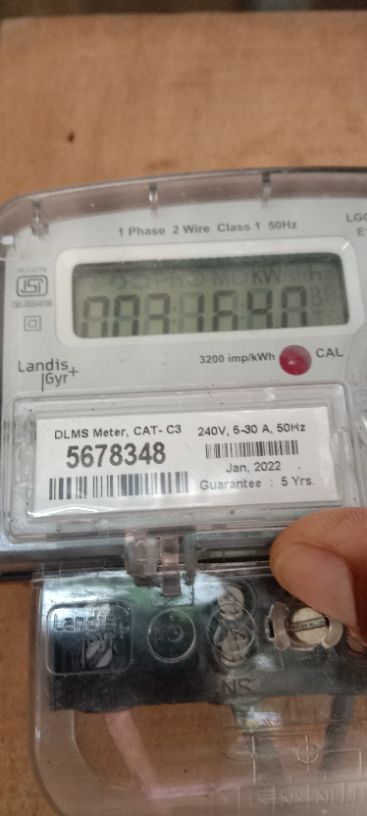 1 Phase 2 Wire Class 1 50Hz
3200 imp/kWh
CAL
Landis
Gyr+
DLMS Meter, CAT- C3
240V, 5-30 A, 50Hz
5678348
Jan, 2022
Guarantee : 5 Yrs.
Landis